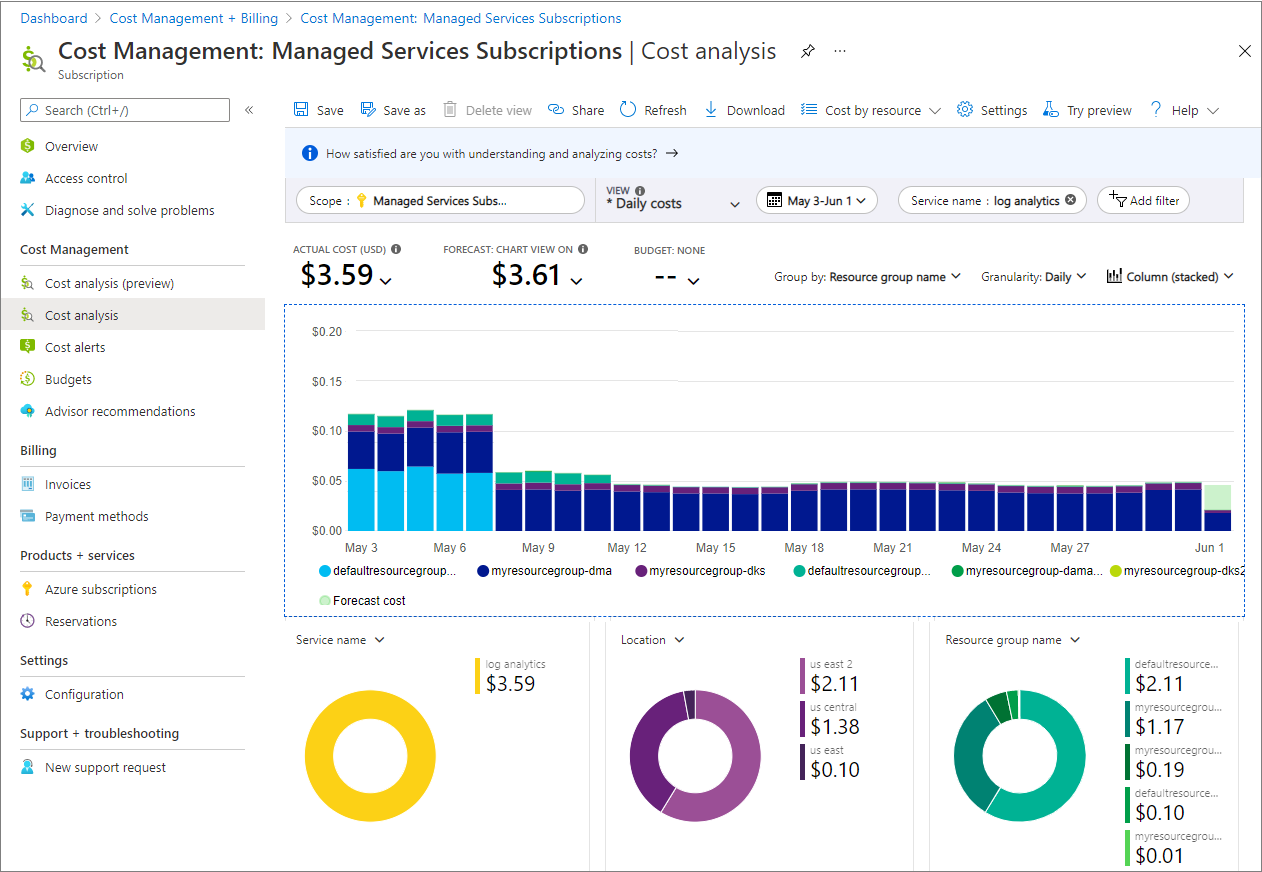 Dashboard > Cost Management + Billing > Cost Management: Managed Services Subscriptions
Cost Management: Managed Services Subscriptions | Cost analysis ...
Subscription
Search (Ctrl+/)
«
Overview
Access control
Diagnose and solve problems
Cost Management
Cost analysis (preview)
Cost analysis
Cost alerts
Budgets
Advisor recommendations
Billing
Invoices
Payment methods
Products + services
Azure subscriptions
Reservations
Settings
Configuration
Support + troubleshooting
New support request
Save Save as Delete view Share Refresh Download Cost by resource Settings Try preview ? Help
How satisfied are you with understanding and analyzing costs? →
Scope : Managed Services Subs...
VIEW
* Daily costs
May 3-Jun 1
Service name : log analytics
Add filter
ACTUAL COST (USD)
$3.59
FORECAST: CHART VIEW ON
$3.61
BUDGET: NONE
--
Group by: Resource group name
Granularity: Daily
Column (stacked)
$0.20
$0.15
$0.10
$0.05
$0.00
May 3 May 6 May 9 May 12 May 15 May 18 May 21 May 24 May 27 Jun 1
defaultresourcegroup... myresourcegroup-dma myresourcegroup-dks defaultresourcegroup... myresourcegroup-dama... myresourcegroup-dks2
Forecast cost
Service name
log analytics
$3.59
Location
us east 2
$2.11
us central
$1.38
us east
$0.10
Resource group name
defaultresource...
$2.11
myresourcegrou...
$1.17
myresourcegrou...
$0.19
defaultresource...
$0.10
myresourcegrou...
$0.01